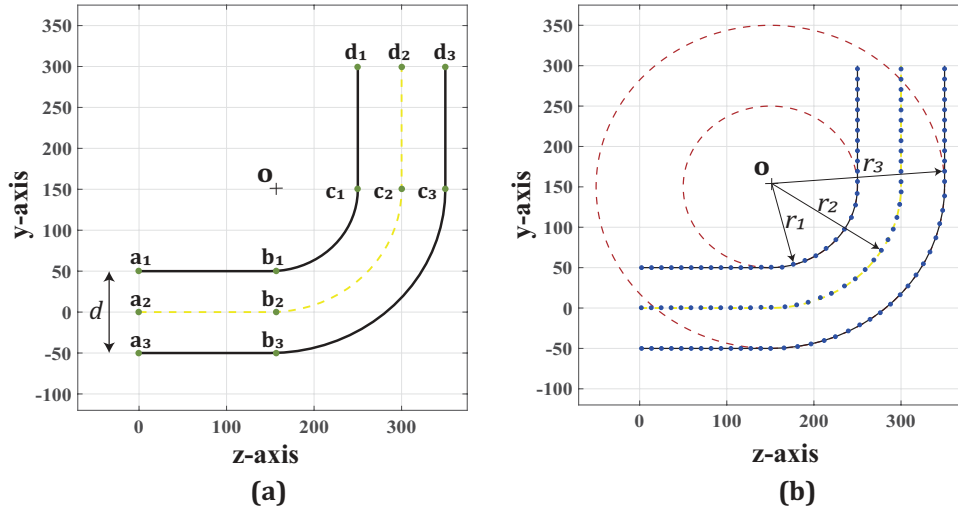 350
300
250
200
150
100
50
0
-50
-100
y-axis
d₁ d₂ d₃
o
c₁ c₂ c₃
a₁ b₁
d
a₂ b₂
a₃ b₃
0 100 200 300
z-axis
(a)
350
300
250
200
150
100
50
0
-50
-100
y-axis
o
r₃
r₂
r₁
0 100 200 300
z-axis
(b)